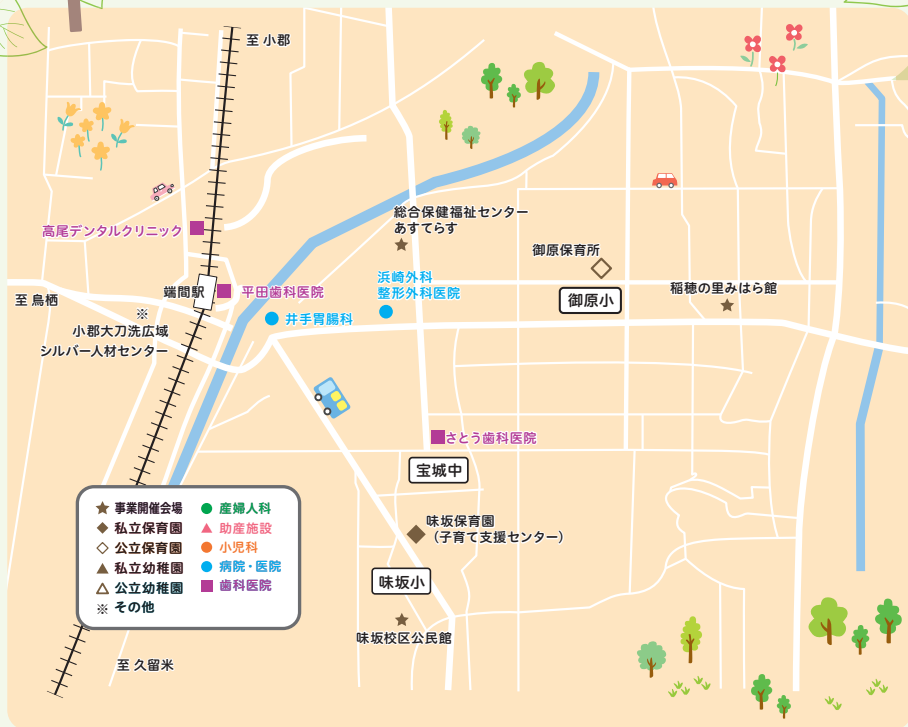 至 小郡
総合保健福祉センター
あすてらす
高尾デンタルクリニック
御原保育所
浜崎外科
整形外科医院
端間駅
平田歯科医院
稲穂の里みはら館
至 鳥栖
御原小
※
小郡大刀洗広域
シルバー人材センター
井手胃腸科
さとう歯科医院
宝城中
味坂保育園
（子育て支援センター）
味坂小
味坂校区公民館
事業開催会場
私立保育園
公立保育園
私立幼稚園
公立幼稚園
※ その他
産婦人科
助産施設
小児科
病院・医院
歯科医院
至 久留米